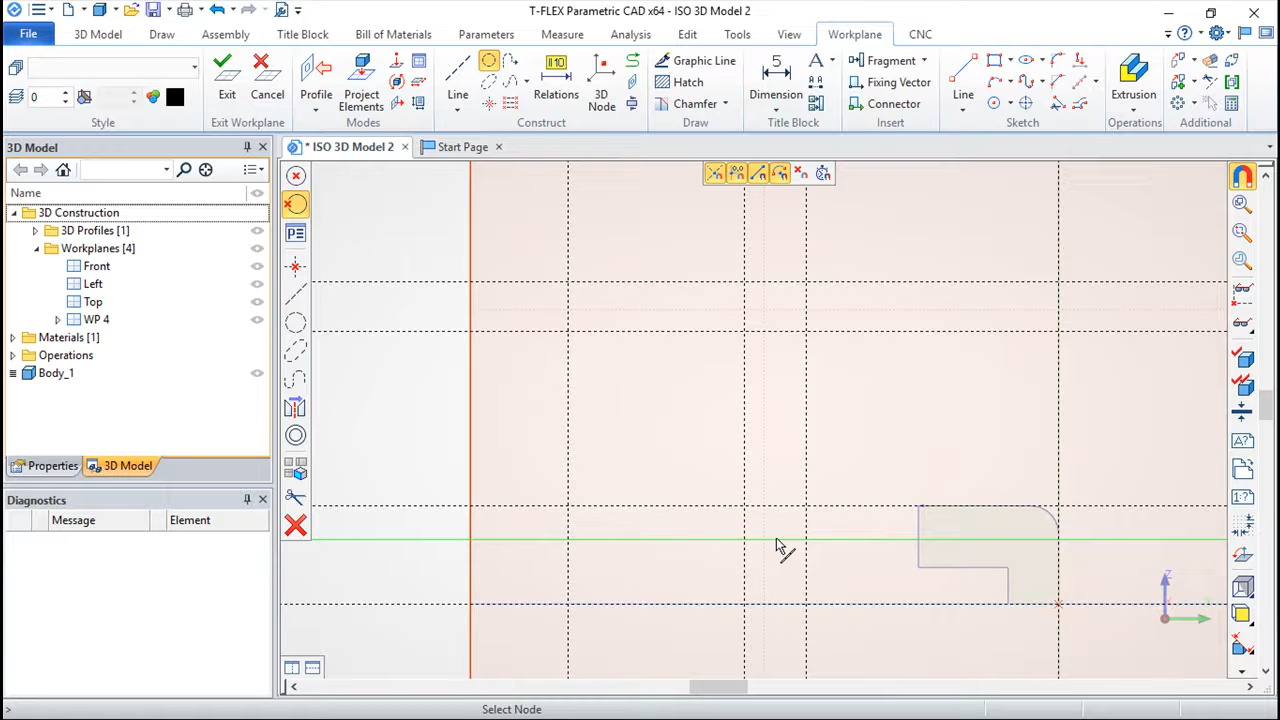 T-FLEX Parametric CAD x64 - ISO 3D Model 2
File 3D Model Draw Assembly Title Block Bill of Materials Parameters Measure Analysis Edit Tools View Workplane CNC
0
Style
Exit Cancel
Exit Workplane
Profile Project Elements
Modes
Line Relations 3D Node
Construct
Graphic Line
Hatch
Chamfer
Draw
Dimension
Title Block
Fragment
Fixing Vector
Connector
Insert
Line
Sketch
Extrusion
Operations
Additional
3D Model
* ISO 3D Model 2 Start Page
Name
3D Construction
3D Profiles [1]
Workplanes [4]
Front
Left
Top
WP 4
Materials [1]
Operations
Body_1
Properties 3D Model
Diagnostics
Message Element
Select Node